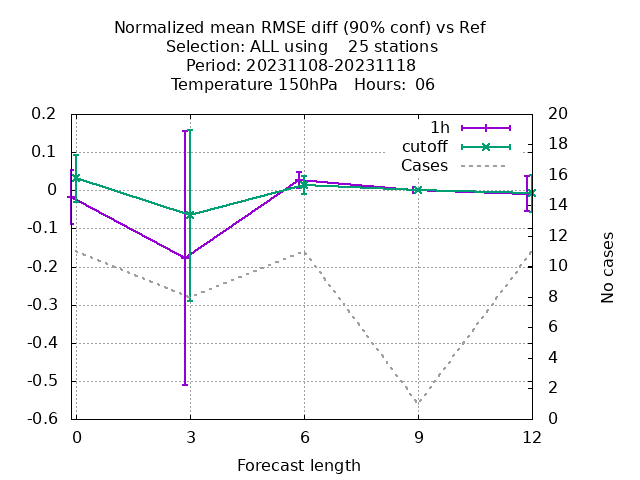 Normalized mean RMSE diff (90% conf) vs Ref
Selection: ALL using    25 stations
Period: 20231108-20231118
Temperature 150hPa   Hours:  06
0.2
0.1
0
-0.1
-0.2
-0.3
-0.4
-0.5
-0.6
1h
cutoff
Cases
20
18
16
14
12
10
8
6
4
2
0
No cases
0 3 6 9 12
Forecast length